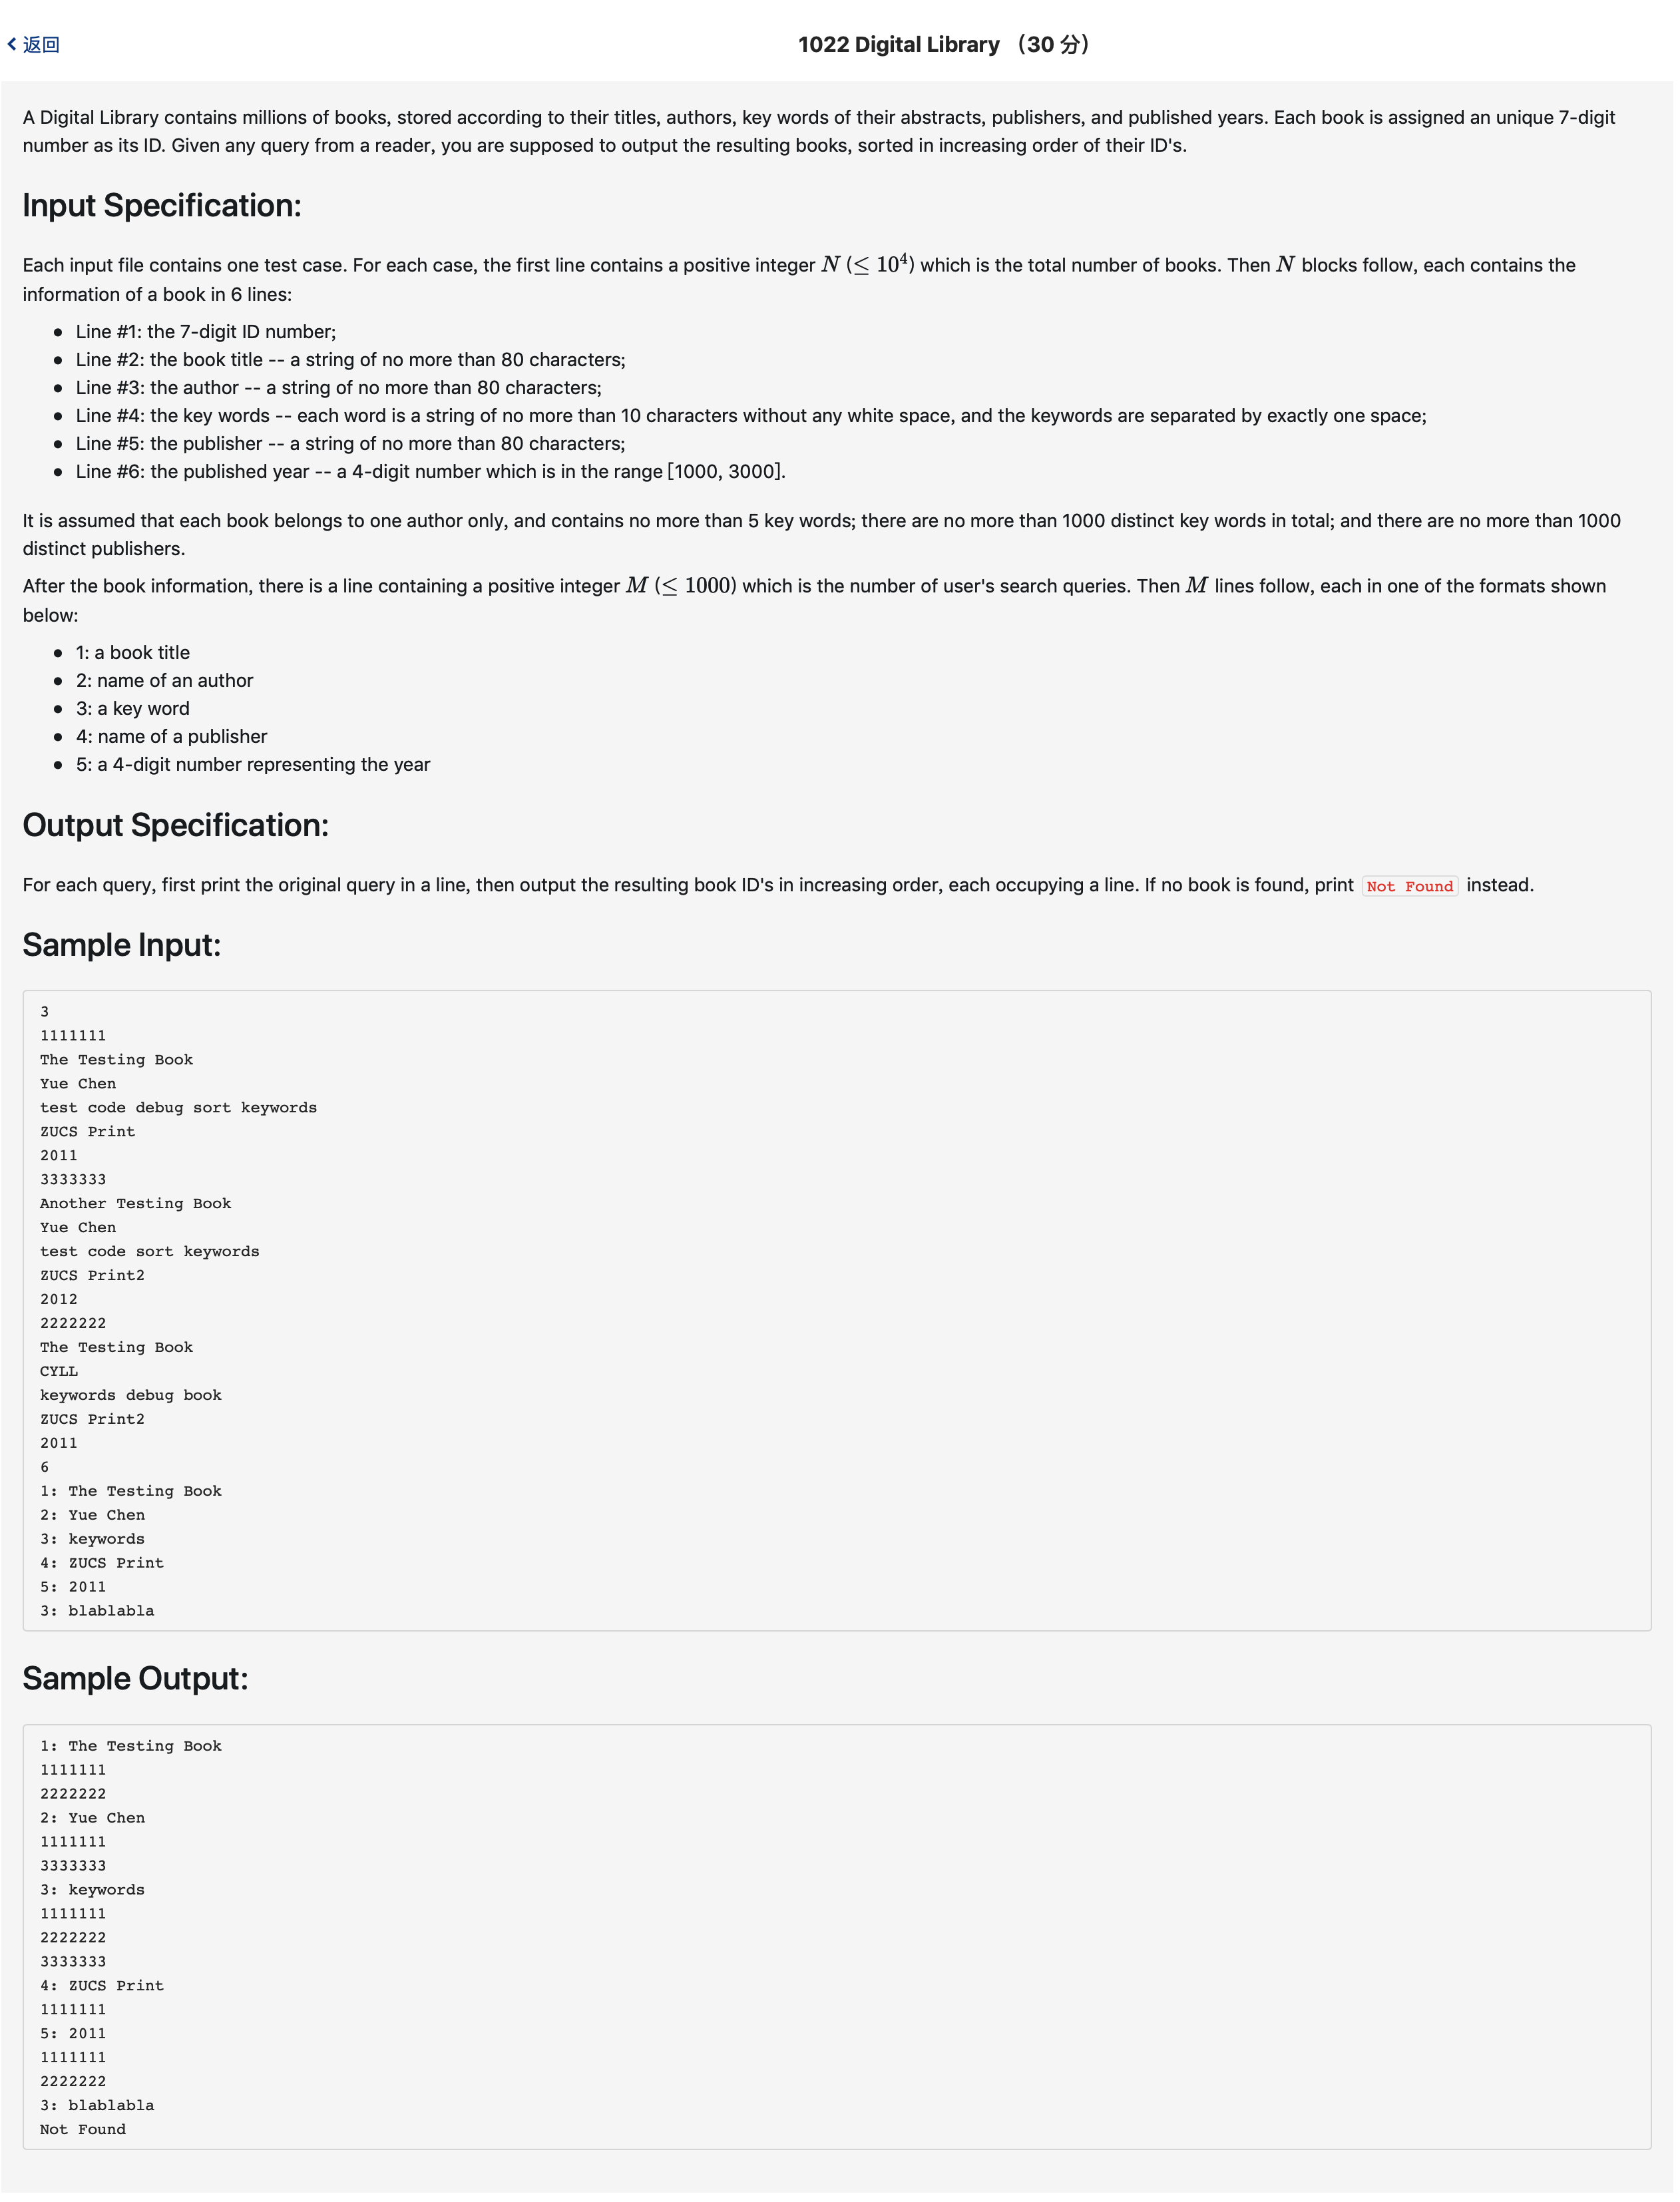 返回
1022 Digital Library （30 分）
A Digital Library contains millions of books, stored according to their titles, authors, key words of their abstracts, publishers, and published years. Each book is assigned an unique 7-digit
number as its ID. Given any query from a reader, you are supposed to output the resulting books, sorted in increasing order of their ID's.
Input Specification:
Each input file contains one test case. For each case, the first line contains a positive integer N (≤ 10⁴) which is the total number of books. Then N blocks follow, each contains the
information of a book in 6 lines:
● Line #1: the 7-digit ID number;
● Line #2: the book title -- a string of no more than 80 characters;
● Line #3: the author -- a string of no more than 80 characters;
● Line #4: the key words -- each word is a string of no more than 10 characters without any white space, and the keywords are separated by exactly one space;
● Line #5: the publisher -- a string of no more than 80 characters;
● Line #6: the published year -- a 4-digit number which is in the range [1000, 3000].
It is assumed that each book belongs to one author only, and contains no more than 5 key words; there are no more than 1000 distinct key words in total; and there are no more than 1000
distinct publishers.
After the book information, there is a line containing a positive integer M (≤ 1000) which is the number of user's search queries. Then M lines follow, each in one of the formats shown
below:
● 1: a book title
● 2: name of an author
● 3: a key word
● 4: name of a publisher
● 5: a 4-digit number representing the year
Output Specification:
For each query, first print the original query in a line, then output the resulting book ID's in increasing order, each occupying a line. If no book is found, print Not Found instead.
Sample Input:
3
1111111
The Testing Book
Yue Chen
test code debug sort keywords
ZUCS Print
2011
3333333
Another Testing Book
Yue Chen
test code sort keywords
ZUCS Print2
2012
2222222
The Testing Book
CYLL
keywords debug book
ZUCS Print2
2011
6
1: The Testing Book
2: Yue Chen
3: keywords
4: ZUCS Print
5: 2011
3: blablabla
Sample Output:
1: The Testing Book
1111111
2222222
2: Yue Chen
1111111
3333333
3: keywords
1111111
2222222
3333333
4: ZUCS Print
1111111
5: 2011
1111111
2222222
3: blablabla
Not Found